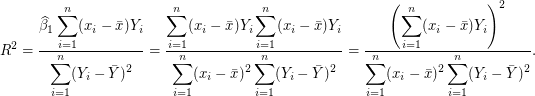 $R^2 = \frac{\widehat{\beta}_1 \sum_{i=1}^{n} (x_i - \bar{x}) Y_i}{\sum_{i=1}^{n} (Y_i - \bar{Y})^2} = \frac{\sum_{i=1}^{n} (x_i - \bar{x}) Y_i \sum_{i=1}^{n} (x_i - \bar{x}) Y_i}{\sum_{i=1}^{n} (x_i - \bar{x})^2 \sum_{i=1}^{n} (Y_i - \bar{Y})^2} = \frac{\left( \sum_{i=1}^{n} (x_i - \bar{x}) Y_i \right)^2}{\sum_{i=1}^{n} (x_i - \bar{x})^2 \sum_{i=1}^{n} (Y_i - \bar{Y})^2}.$